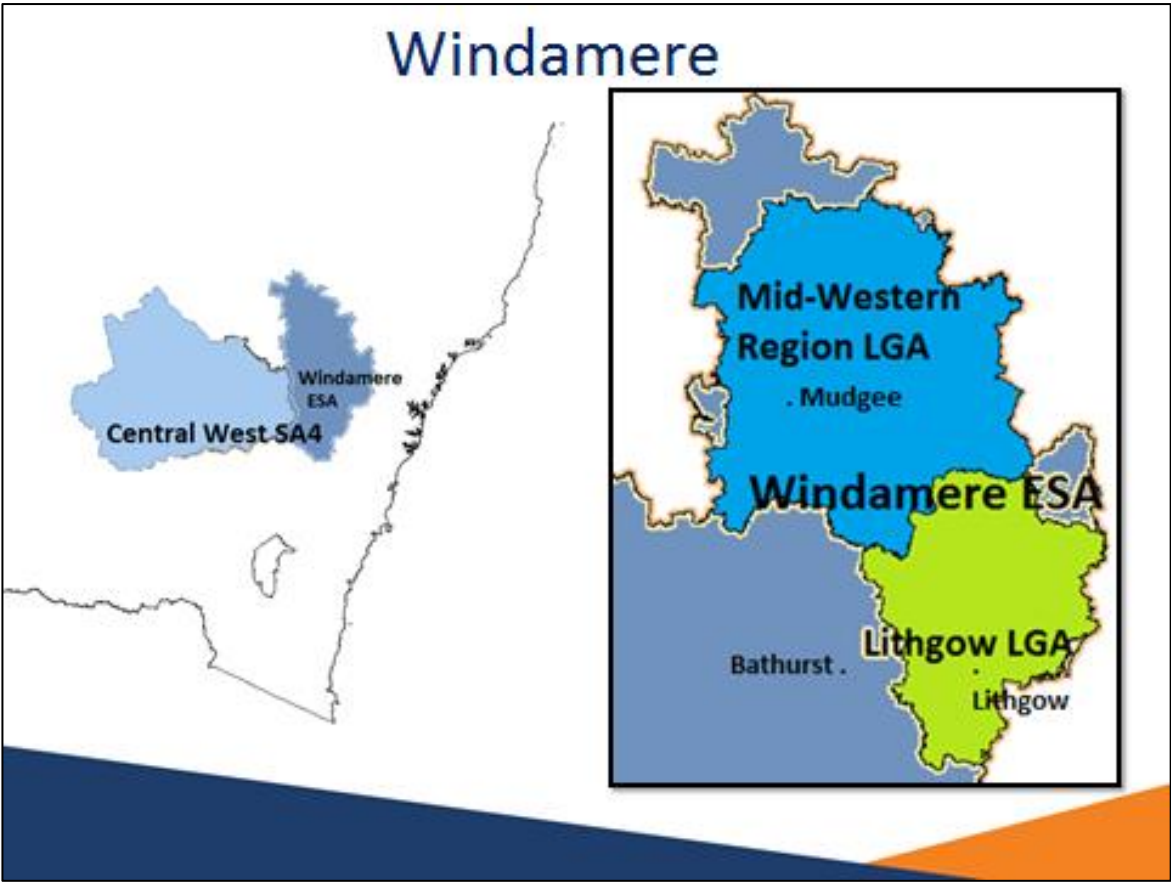 Windamere
Windamere
ESA
Central West SA4
Mid-Western
Region LGA
. Mudgee
Windamere ESA
Lithgow LGA
Bathurst .
.
Lithgow